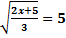 √((2x+5)/3) = 5